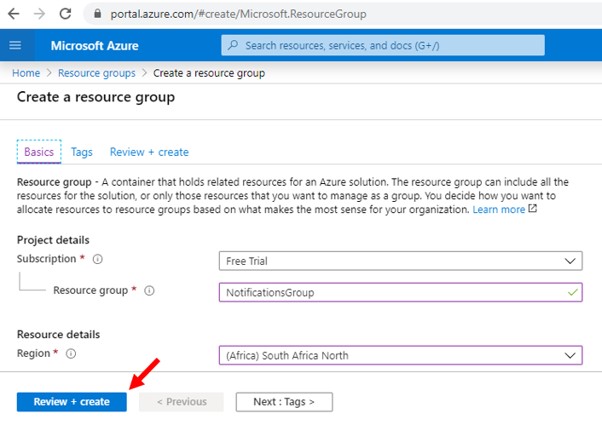 portal.azure.com/#create/Microsoft.ResourceGroup
Microsoft Azure
Search resources, services, and docs (G+/)
Home > Resource groups > Create a resource group
Create a resource group
Basics Tags Review + create
Resource group - A container that holds related resources for an Azure solution. The resource group can include all the
resources for the solution, or only those resources that you want to manage as a group. You decide how you want to
allocate resources to resource groups based on what makes the most sense for your organization. Learn more
Project details
Subscription * Free Trial
Resource group * NotificationsGroup
Resource details
Region * (Africa) South Africa North
Review + create < Previous Next : Tags >